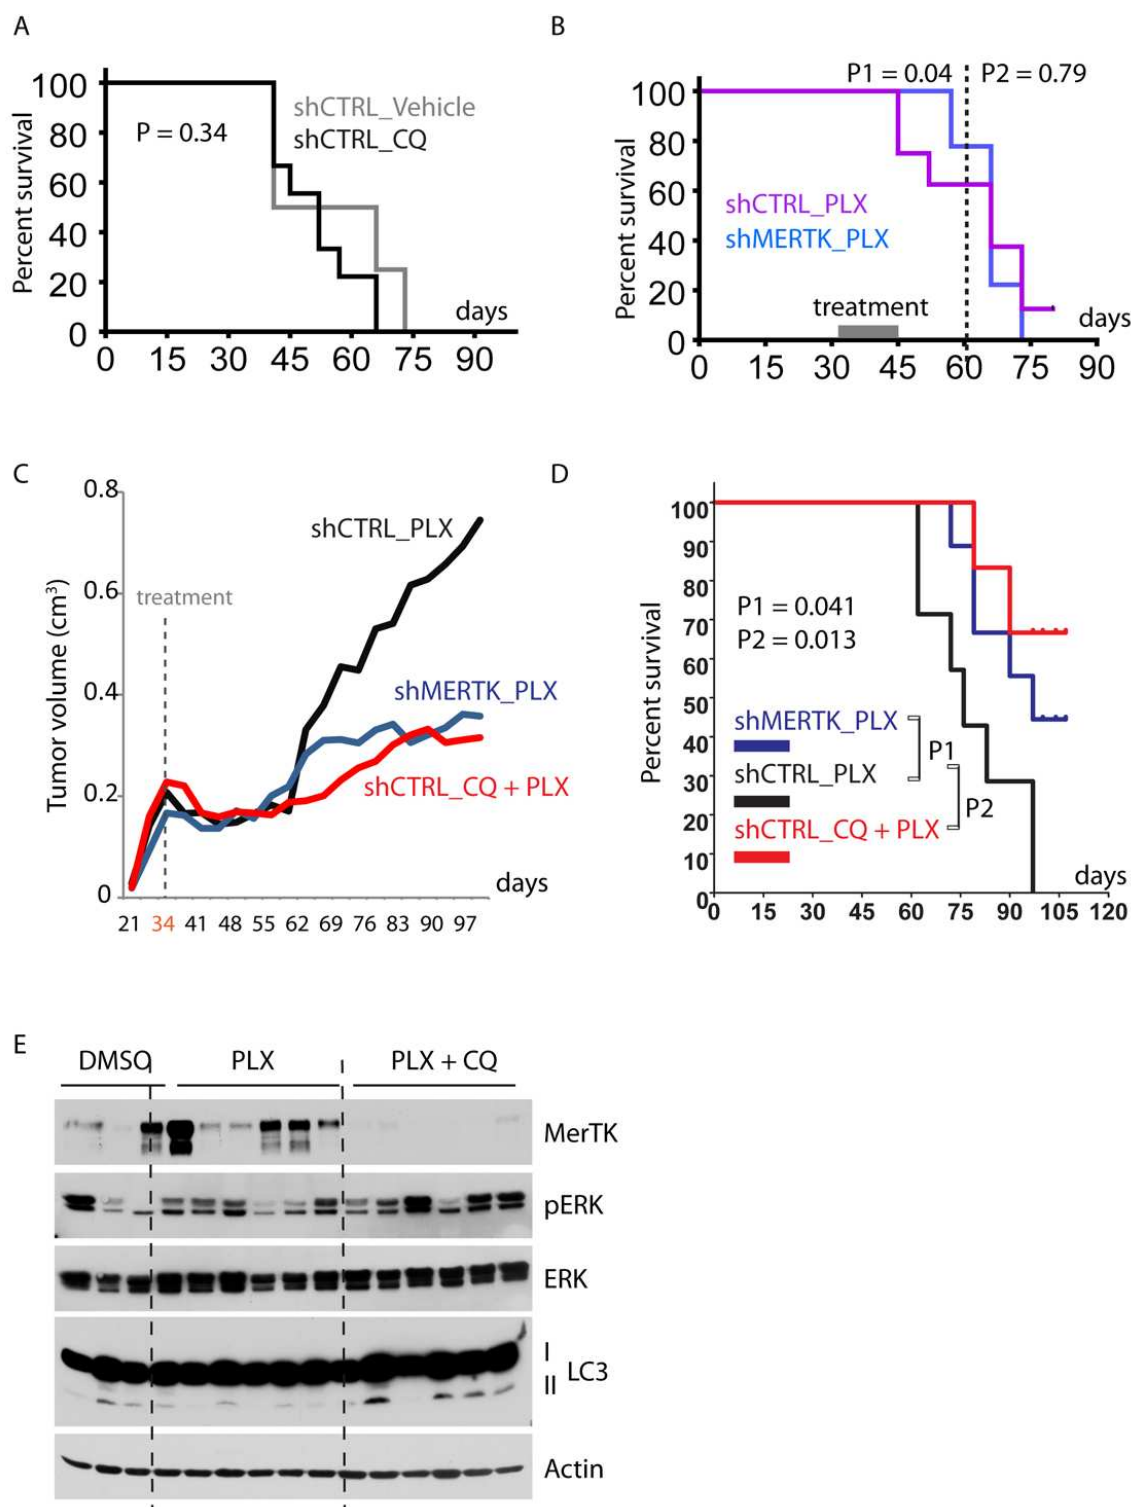 A
100
80
60
40
20
0
Percent survival
P = 0.34
shCTRL_Vehicle
shCTRL_CQ
days
0 15 30 45 60 75 90
B
P1 = 0.04 P2 = 0.79
100
80
60
40
20
0
Percent survival
shCTRL_PLX
shMERTK_PLX
treatment
days
0 15 30 45 60 75 90
C
0.8
0.6
0.4
0.2
0
Tumor volume (cm³)
treatment
shCTRL_PLX
shMERTK_PLX
shCTRL_CQ + PLX
days
21 34 41 48 55 62 69 76 83 90 97
D
100
90
80
70
60
50
40
30
20
10
0
Percent survival
P1 = 0.041
P2 = 0.013
shMERTK_PLX
P1
shCTRL_PLX
P2
shCTRL_CQ + PLX
days
0 15 30 45 60 75 90 105 120
E
DMSO PLX PLX + CQ
MerTK
pERK
ERK
I
II
LC3
Actin